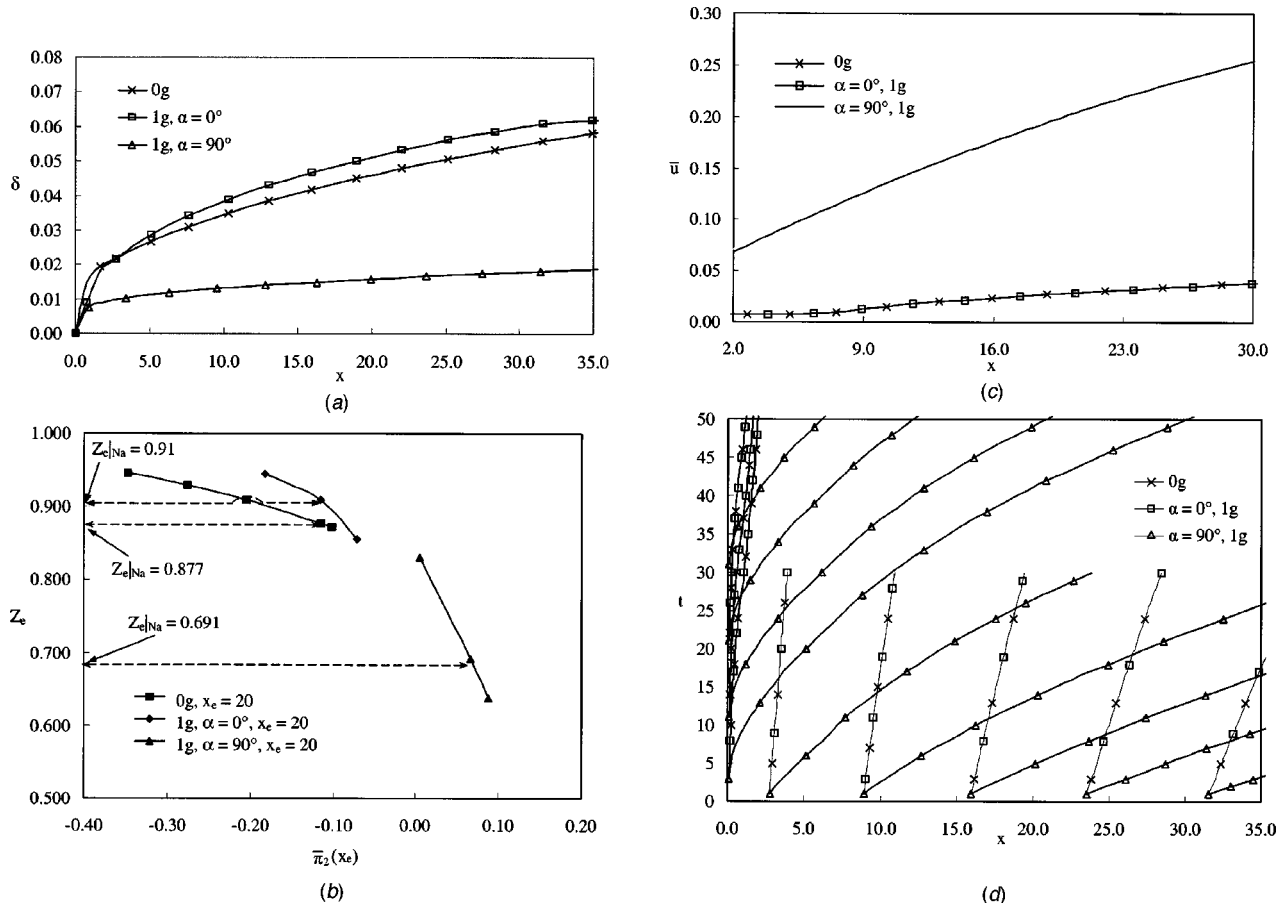 0.08
0.07
0.06
0.05
0.04
0.03
0.02
0.01
0.00
δ
0g
1g, α = 0°
1g, α = 90°
0.0 5.0 10.0 15.0 20.0 25.0 30.0 35.0
x
(a)
0.30
0.25
0.20
0.15
0.10
0.05
0.00
u̅
0g
α = 0°, 1g
α = 90°, 1g
2.0 9.0 16.0 23.0 30.0
x
(c)
1.000
0.900
0.800
0.700
0.600
0.500
Zₑ
Zₑ|Na = 0.91
Zₑ|Na = 0.877
Zₑ|Na = 0.691
0g, xₑ = 20
1g, α = 0°, xₑ = 20
1g, α = 90°, xₑ = 20
-0.40 -0.30 -0.20 -0.10 0.00 0.10 0.20
π̅₂(xₑ)
(b)
50
45
40
35
30
25
20
15
10
5
0
t
0g
α = 0°, 1g
α = 90°, 1g
0.0 5.0 10.0 15.0 20.0 25.0 30.0 35.0
x
(d)